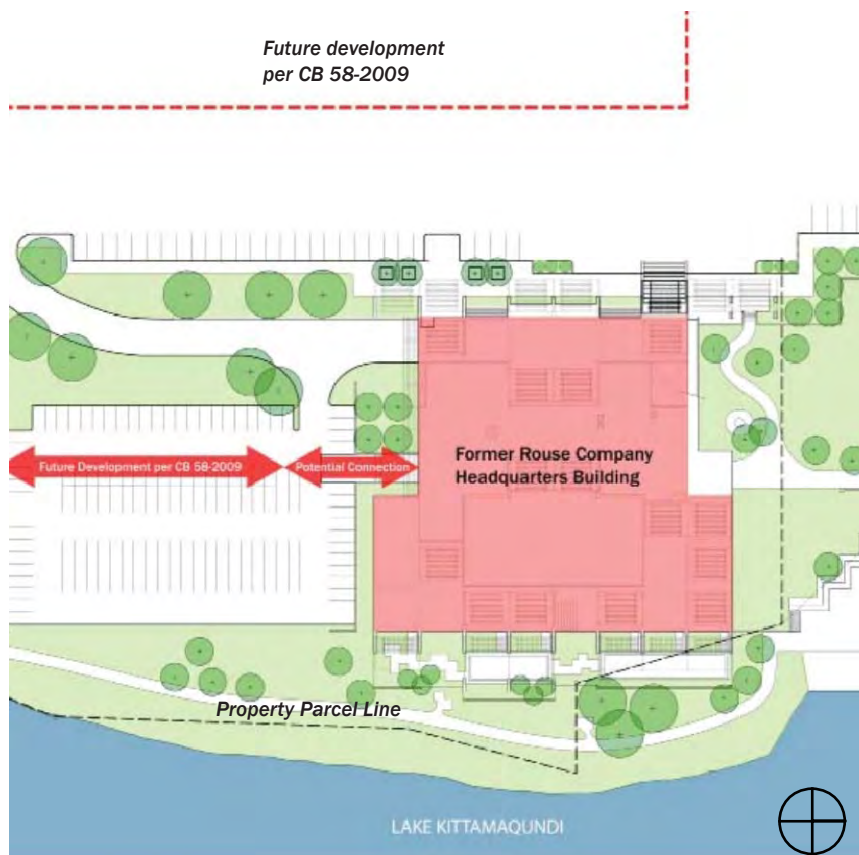 Future development
per CB 58-2009
Future Development per CB 58-2009
Potential Connection
Former Rouse Company
Headquarters Building
Property Parcel Line
LAKE KITTAMAQUNDI